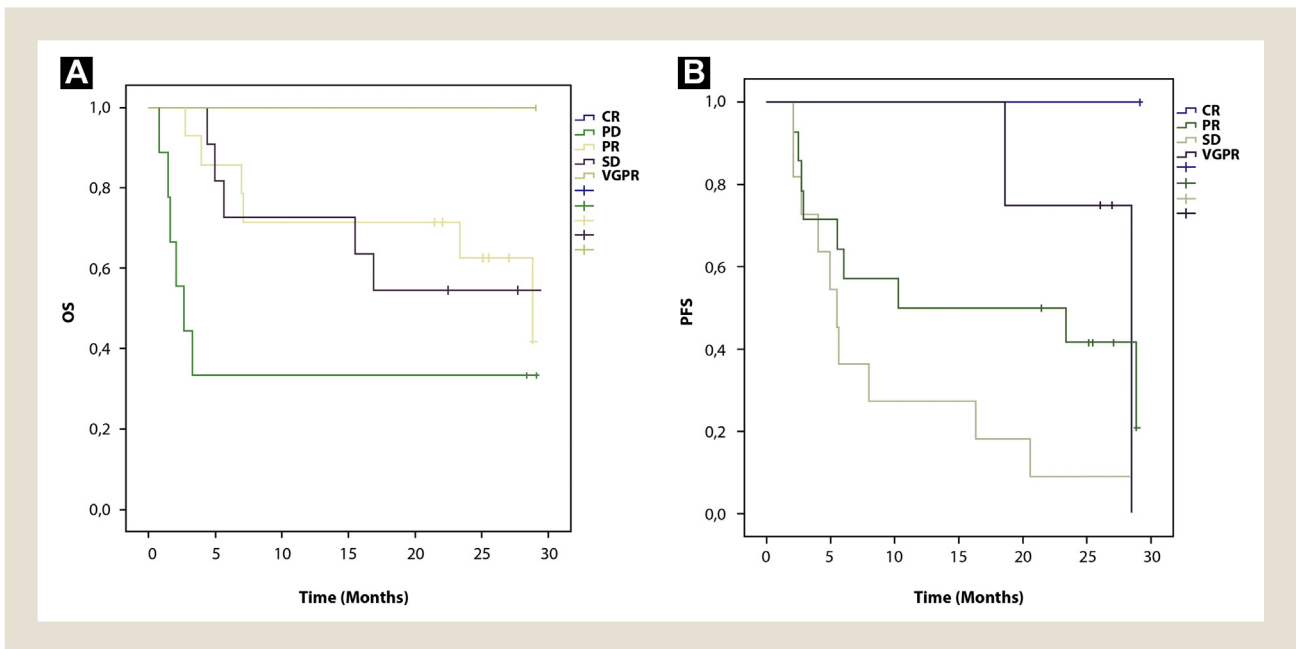 A
OS
1,0
0,8
0,6
0,4
0,2
0,0
0 5 10 15 20 25 30
Time (Months)
CR
PD
PR
SD
VGPR
B
PFS
1,0
0,8
0,6
0,4
0,2
0,0
0 5 10 15 20 25 30
Time (Months)
CR
PR
SD
VGPR